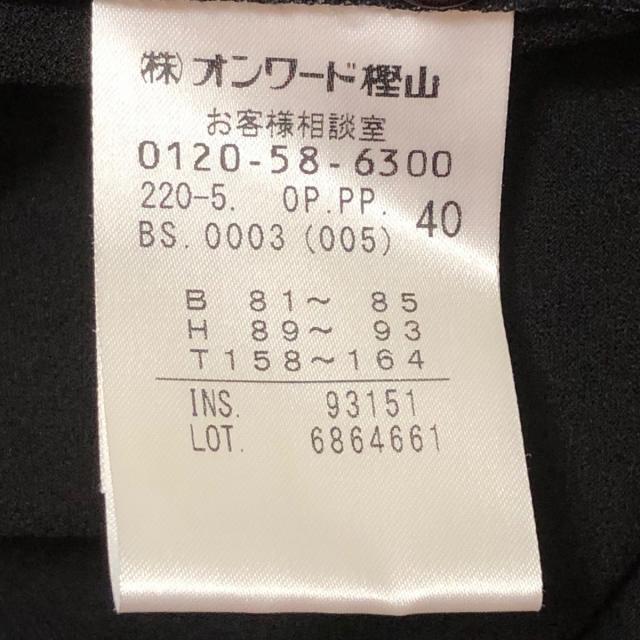 (株)オンワード樫山
お客様相談室
0120-58-6300
220-5. OP.PP. 40
BS.0003(005)
B 81～ 85
H 89～ 93
T158～164
INS. 93151
LOT. 6864661